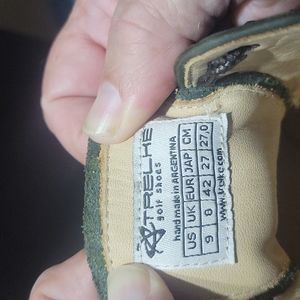 TRELKE
golf shoes
hand made in ARGENTINA
US UK EUR JAP CM
9 8 42 27 27,0
www.trelke.com